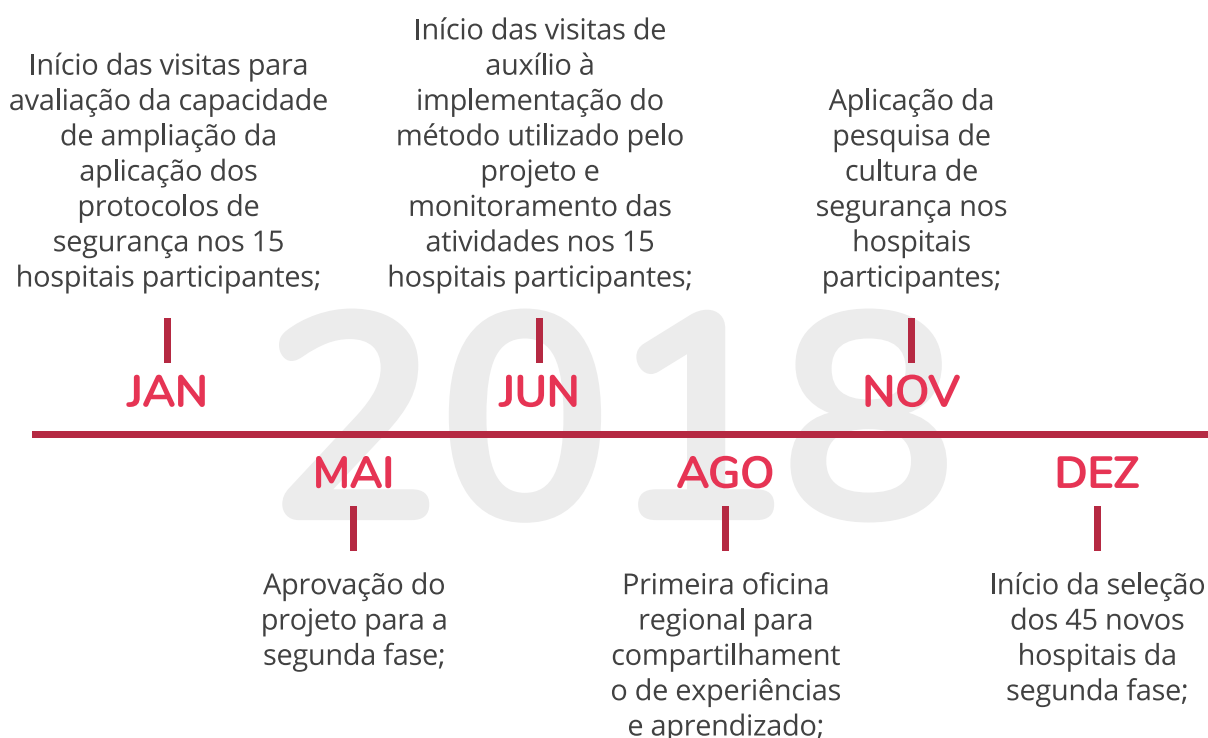 Início das visitas para
avaliação da capacidade
de ampliação da
aplicação dos
protocolos de
segurança nos 15
hospitais participantes;
JAN
Início das visitas de
auxílio à
implementação do
método utilizado pelo
projeto e
monitoramento das
atividades nos 15
hospitais participantes;
JUN
Aplicação da
pesquisa de
cultura de
segurança nos
hospitais
participantes;
NOV
2018
MAI
Aprovação do
projeto para a
segunda fase;
AGO
Primeira oficina
regional para
compartilhament
o de experiências
e aprendizado;
DEZ
Início da seleção
dos 45 novos
hospitais da
segunda fase;